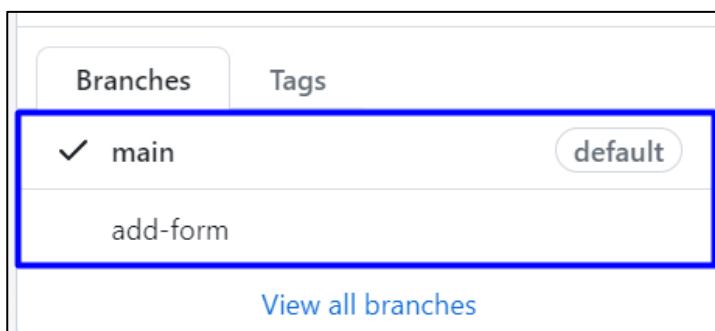 Branches Tags
main default
add-form
View all branches